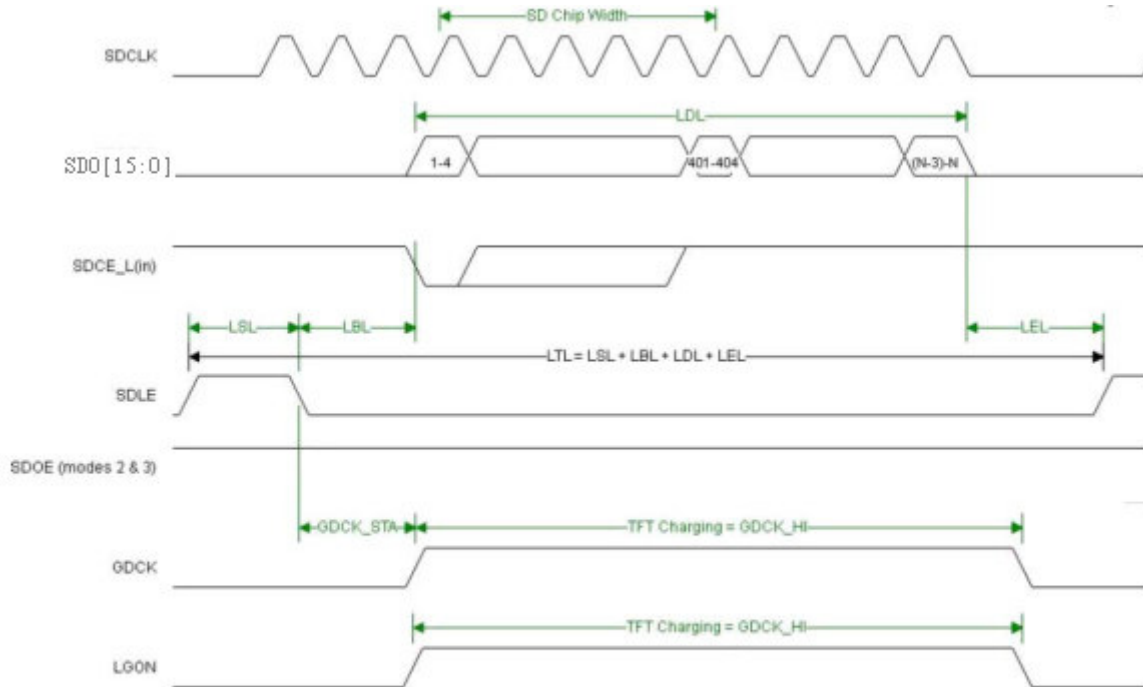 SD Chip Width
SDCLK
LDL
SDO[15:0]
1-4
401-404
(N-3)-N
SDCE_L(in)
LSL
LBL
LEL
LTL = LSL + LBL + LDL + LEL
SDLE
SDOE (modes 2 & 3)
GDCK_STA
TFT Charging = GDCK_HI
GDCK
TFT Charging = GDCK_HI
LGON